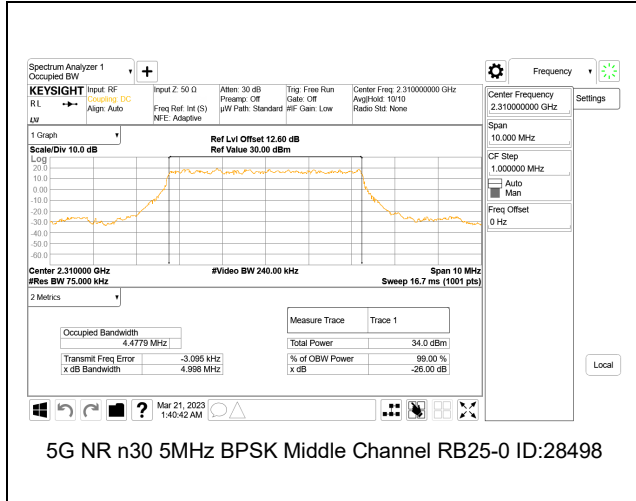 Spectrum Analyzer 1
Occupied BW
▼
+
Frequency ▼
KEYSIGHT
RL
LXI
Input: RF
Coupling: DC
Align: Auto
Input Z: 50 Ω
Freq Ref: Int (S)
NFE: Adaptive
Atten: 30 dB
Preamp: Off
µW Path: Standard
Trig: Free Run
Gate: Off
#IF Gain: Low
Center Freq: 2.310000000 GHz
Avg|Hold: 10/10
Radio Std: None
Center Frequency
2.310000000 GHz
Settings
Span
10.000 MHz
CF Step
1.000000 MHz
Auto
Man
Freq Offset
0 Hz
1 Graph ▼
Scale/Div 10.0 dB
Ref Lvl Offset 12.60 dB
Ref Value 30.00 dBm
Log
20.0
10.0
0.00
-10.0
-20.0
-30.0
-40.0
-50.0
-60.0
Center 2.310000 GHz
#Video BW 240.00 kHz
Span 10 MHz
#Res BW 75.000 kHz
Sweep 16.7 ms (1001 pts)
2 Metrics ▼
Measure Trace Trace 1
Occupied Bandwidth
4.4779 MHz
Total Power 34.0 dBm
Transmit Freq Error -3.095 kHz
% of OBW Power 99.00 %
x dB Bandwidth 4.998 MHz
x dB -26.00 dB
Local
?
Mar 21, 2023
1:40:42 AM
5G NR n30 5MHz BPSK Middle Channel RB25-0 ID:28498